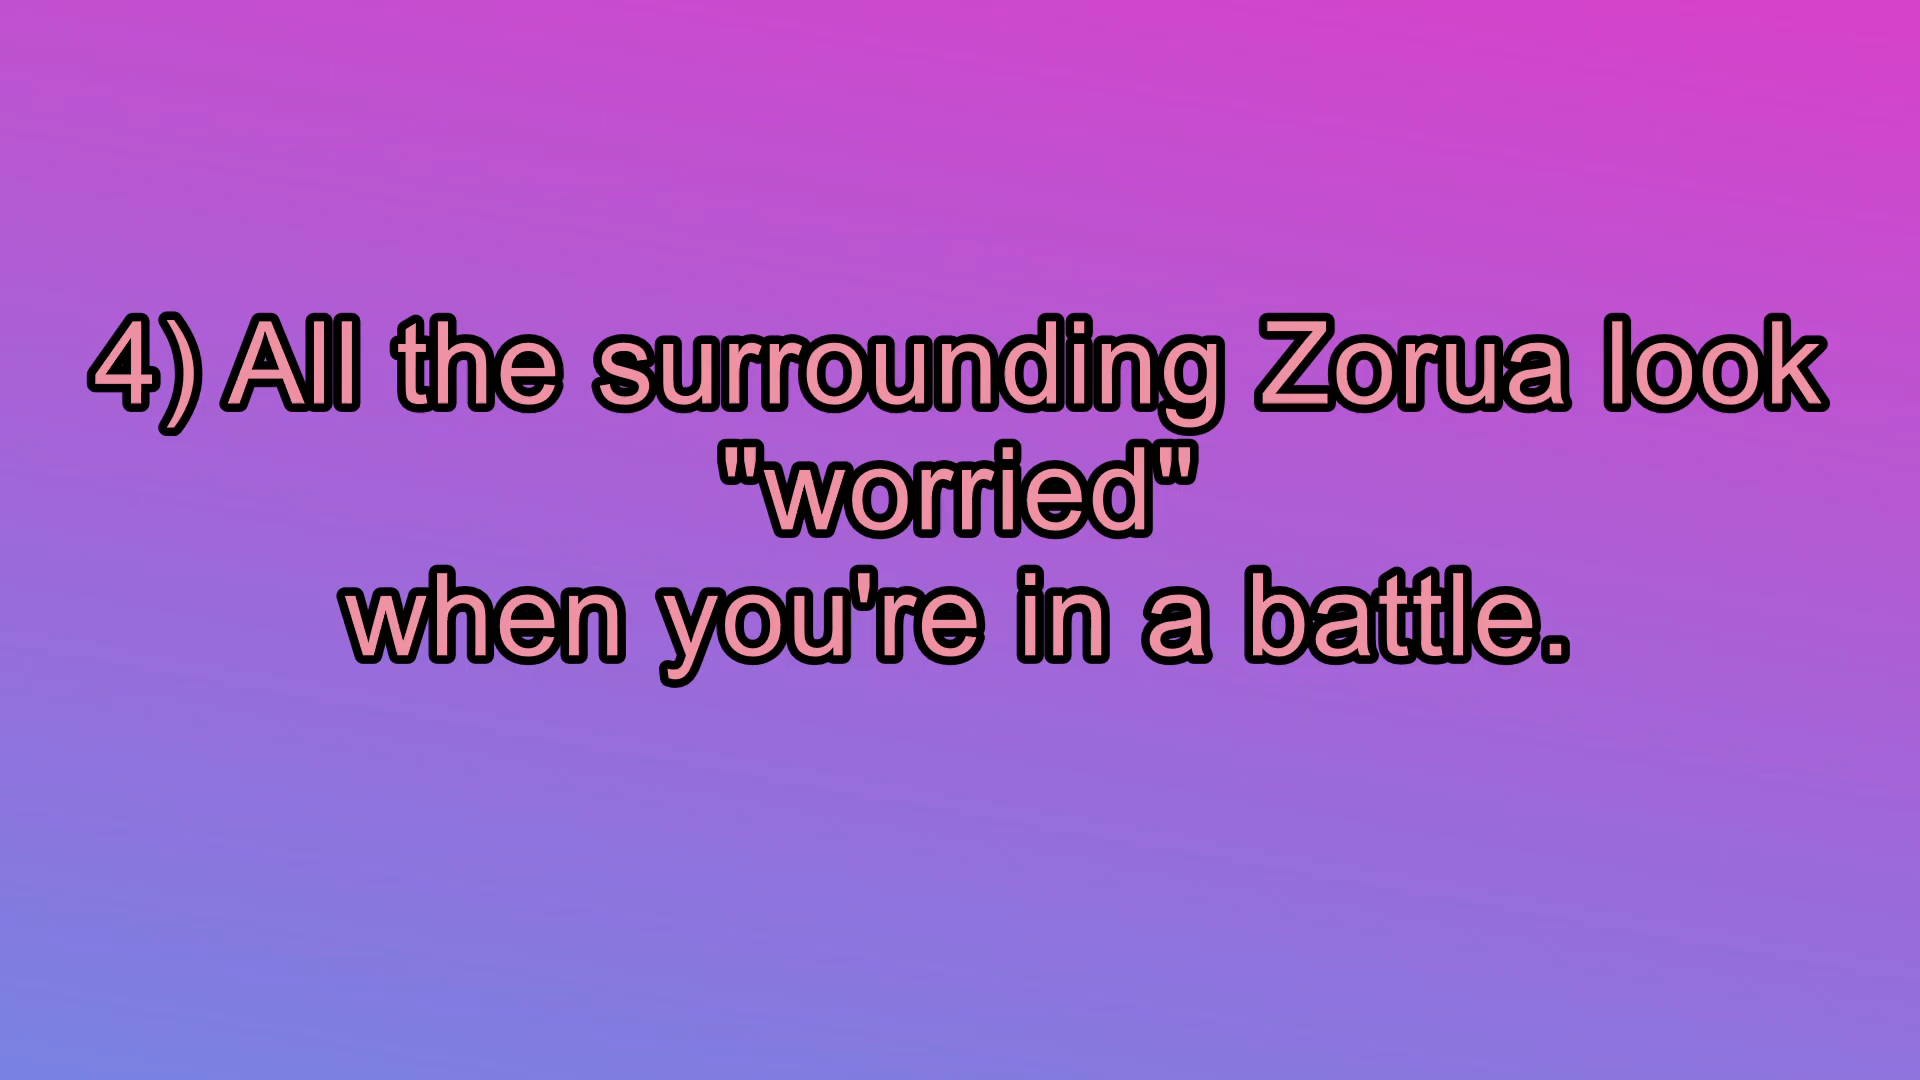 4) All the surrounding Zorua look
"worried"
when you're in a battle.